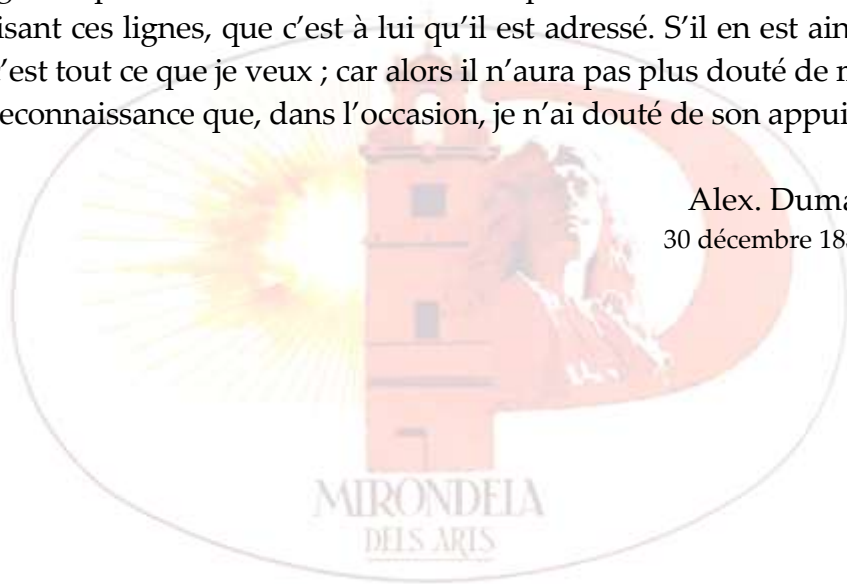 isant ces lignes, que c’est à lui qu’il est adressé. S’il en est ain
’est tout ce que je veux ; car alors il n’aura pas plus douté de m
econnaissance que, dans l’occasion, je n’ai douté de son appui
Alex. Duma
30 décembre 183
MIRONDELA
DELS ARTS